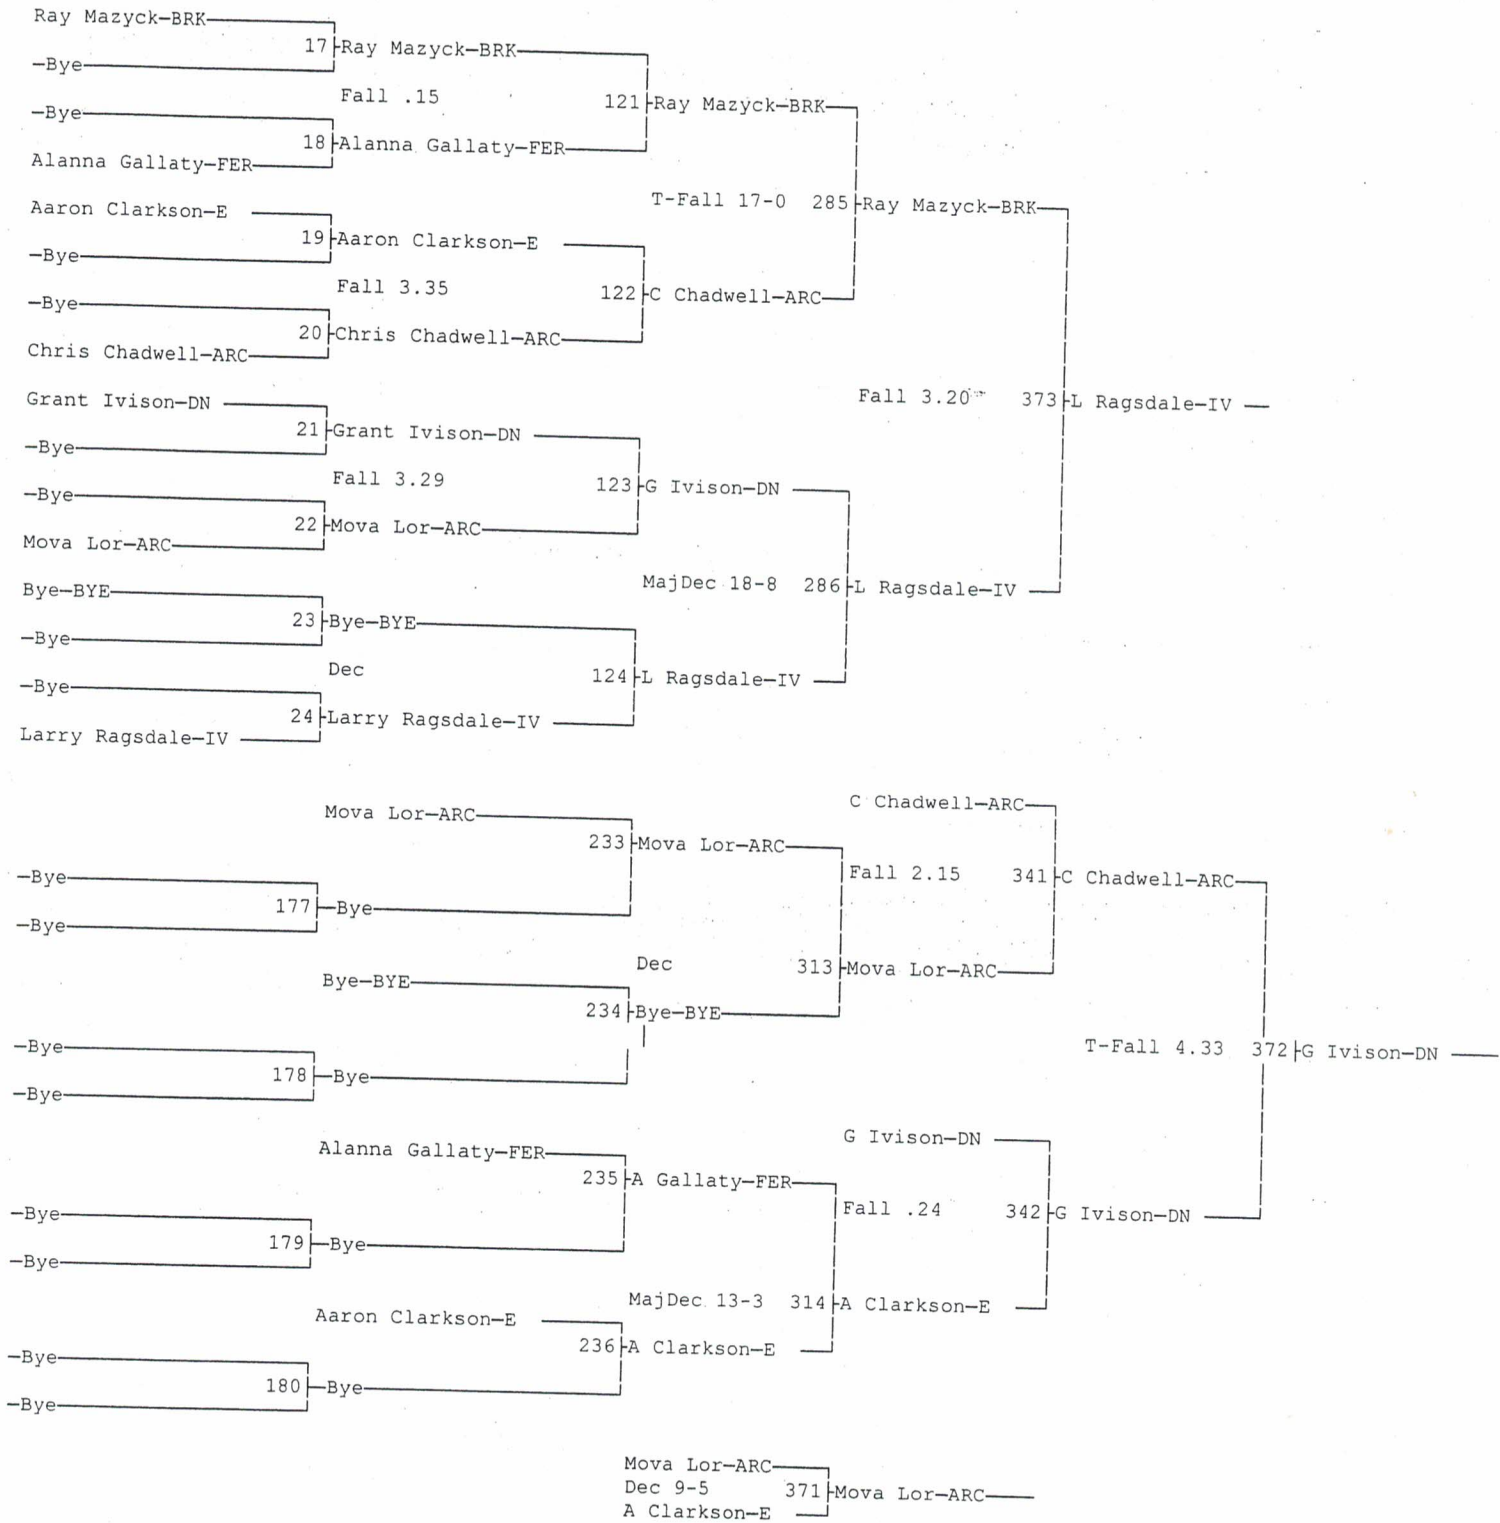 Ray Mazyck-BRK
17 Ray Mazyck-BRK
-Bye
Fall .15
121 Ray Mazyck-BRK
-Bye
18 Alanna Gallaty-FER
Alanna Gallaty-FER
T-Fall 17-0 285 Ray Mazyck-BRK
Aaron Clarkson-E
19 Aaron Clarkson-E
-Bye
Fall 3.35
122 C Chadwell-ARC
-Bye
20 Chris Chadwell-ARC
Chris Chadwell-ARC
Fall 3.20 373 L Ragsdale-IV
Grant Ivison-DN
21 Grant Ivison-DN
-Bye
Fall 3.29
123 G Ivison-DN
-Bye
22 Mova Lor-ARC
Mova Lor-ARC
MajDec 18-8 286 L Ragsdale-IV
Bye-BYE
23 Bye-BYE
-Bye
Dec
124 L Ragsdale-IV
-Bye
24 Larry Ragsdale-IV
Larry Ragsdale-IV
C Chadwell-ARC
Mova Lor-ARC
233 Mova Lor-ARC
Fall 2.15 341 C Chadwell-ARC
-Bye
177 -Bye
-Bye
Dec 313 Mova Lor-ARC
Bye-BYE
234 Bye-BYE
-Bye
178 -Bye
-Bye
T-Fall 4.33 372 G Ivison-DN
G Ivison-DN
Alanna Gallaty-FER
235 A Gallaty-FER
Fall .24 342 G Ivison-DN
-Bye
179 -Bye
-Bye
MajDec 13-3 314 A Clarkson-E
Aaron Clarkson-E
236 A Clarkson-E
-Bye
180 -Bye
-Bye
Mova Lor-ARC
Dec 9-5 371 Mova Lor-ARC
A Clarkson-E